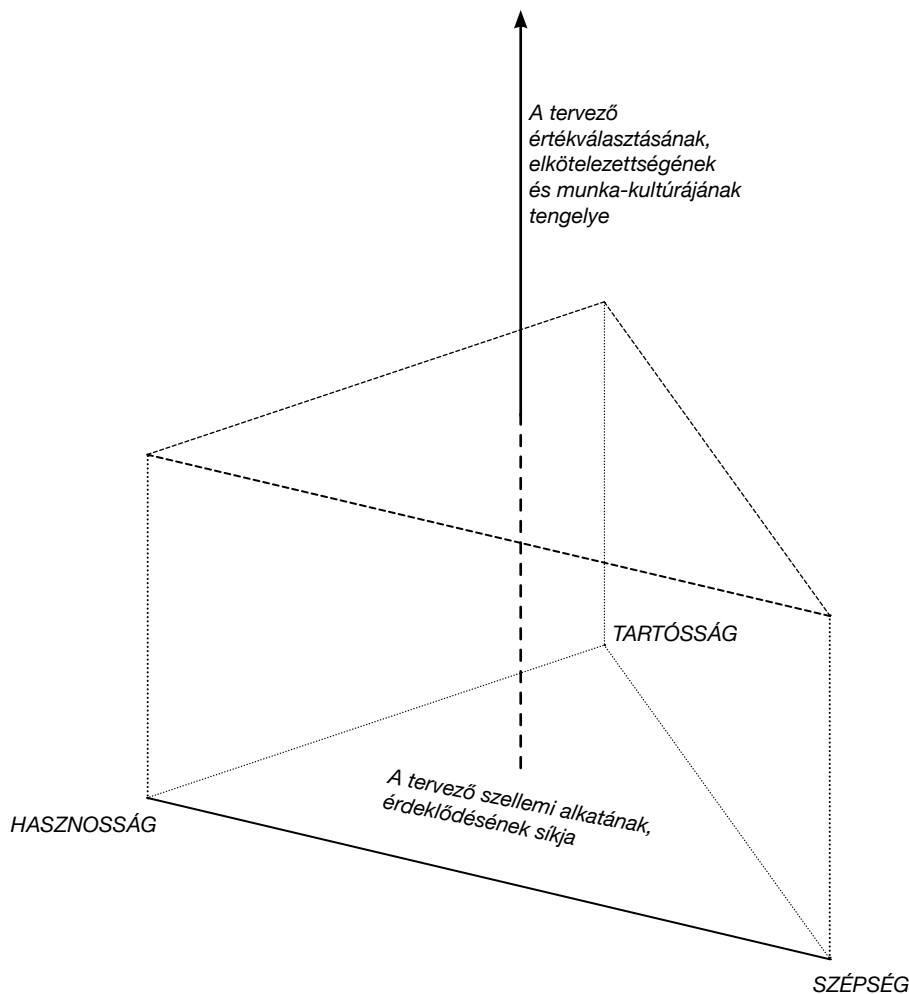 A tervező
értékválasztásának,
elkötelezettségének
és munka-kultúrájának
tengelye
TARTÓSSÁG
A tervező szellemi alkatának,
érdeklődésének síkja
HASZNOSSÁG
SZÉPSÉG